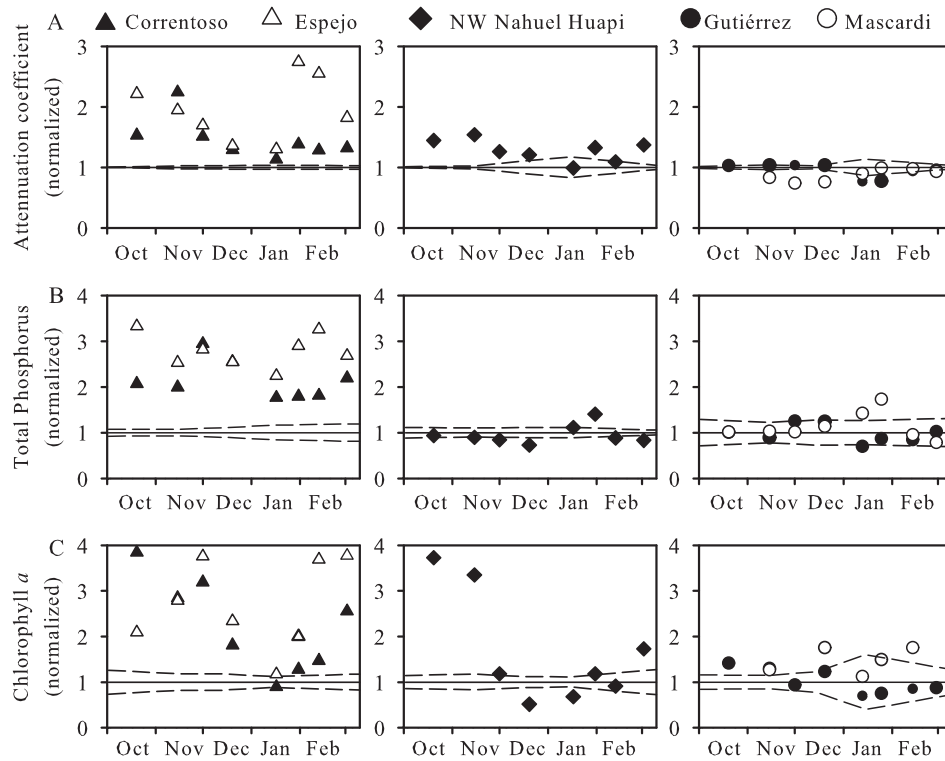 A Correntoso Espejo NW Nahuel Huapi Gutiérrez Mascardi
Attenuation coefficient
(normalized)
3
2
1
0
Oct Nov Dec Jan Feb
3
2
1
0
Oct Nov Dec Jan Feb
3
2
1
0
Oct Nov Dec Jan Feb
B
Total Phosphorus
(normalized)
4
3
2
1
0
Oct Nov Dec Jan Feb
4
3
2
1
0
Oct Nov Dec Jan Feb
4
3
2
1
0
Oct Nov Dec Jan Feb
C
Chlorophyll a
(normalized)
4
3
2
1
0
Oct Nov Dec Jan Feb
4
3
2
1
0
Oct Nov Dec Jan Feb
4
3
2
1
0
Oct Nov Dec Jan Feb